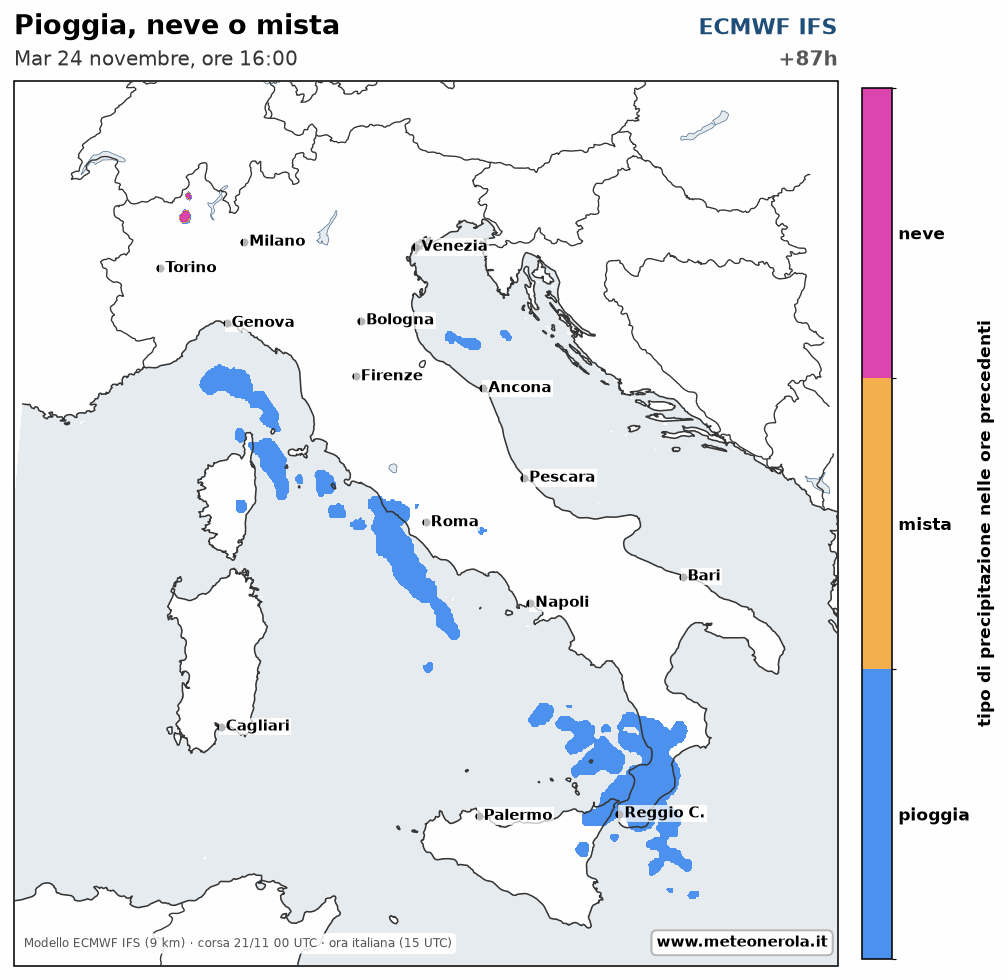 Pioggia, neve o mista
ECMWF IFS
Mar 24 novembre, ore 16:00
+87h
Milano
Venezia
Torino
Genova
Bologna
Firenze
Ancona
Pescara
Roma
Bari
Napoli
Cagliari
Palermo
Reggio C.
neve
mista
pioggia
tipo di precipitazione nelle ore precedenti
Modello ECMWF IFS (9 km) · corsa 21/11 00 UTC · ora italiana (15 UTC)
www.meteonerola.it